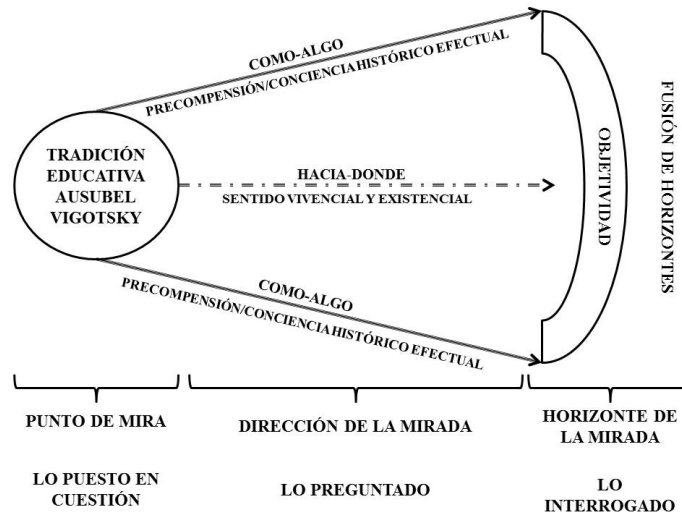 COMO-ALGO
PRECOMPENSIÓN/CONCIENCIA HISTÓRICO EFECTUAL
TRADICIÓN
EDUCATIVA
AUSUBEL
VIGOTSKY
HACIA-DONDE
SENTIDO VIVENCIAL Y EXISTENCIAL
OBJETIVIDAD
FUSIÓN DE HORIZONTES
COMO-ALGO
PRECOMPENSIÓN/CONCIENCIA HISTÓRICO EFECTUAL
PUNTO DE MIRA
DIRECCIÓN DE LA MIRADA
HORIZONTE DE
LA MIRADA
LO PUESTO EN
CUESTIÓN
LO PREGUNTADO
LO
INTERROGADO